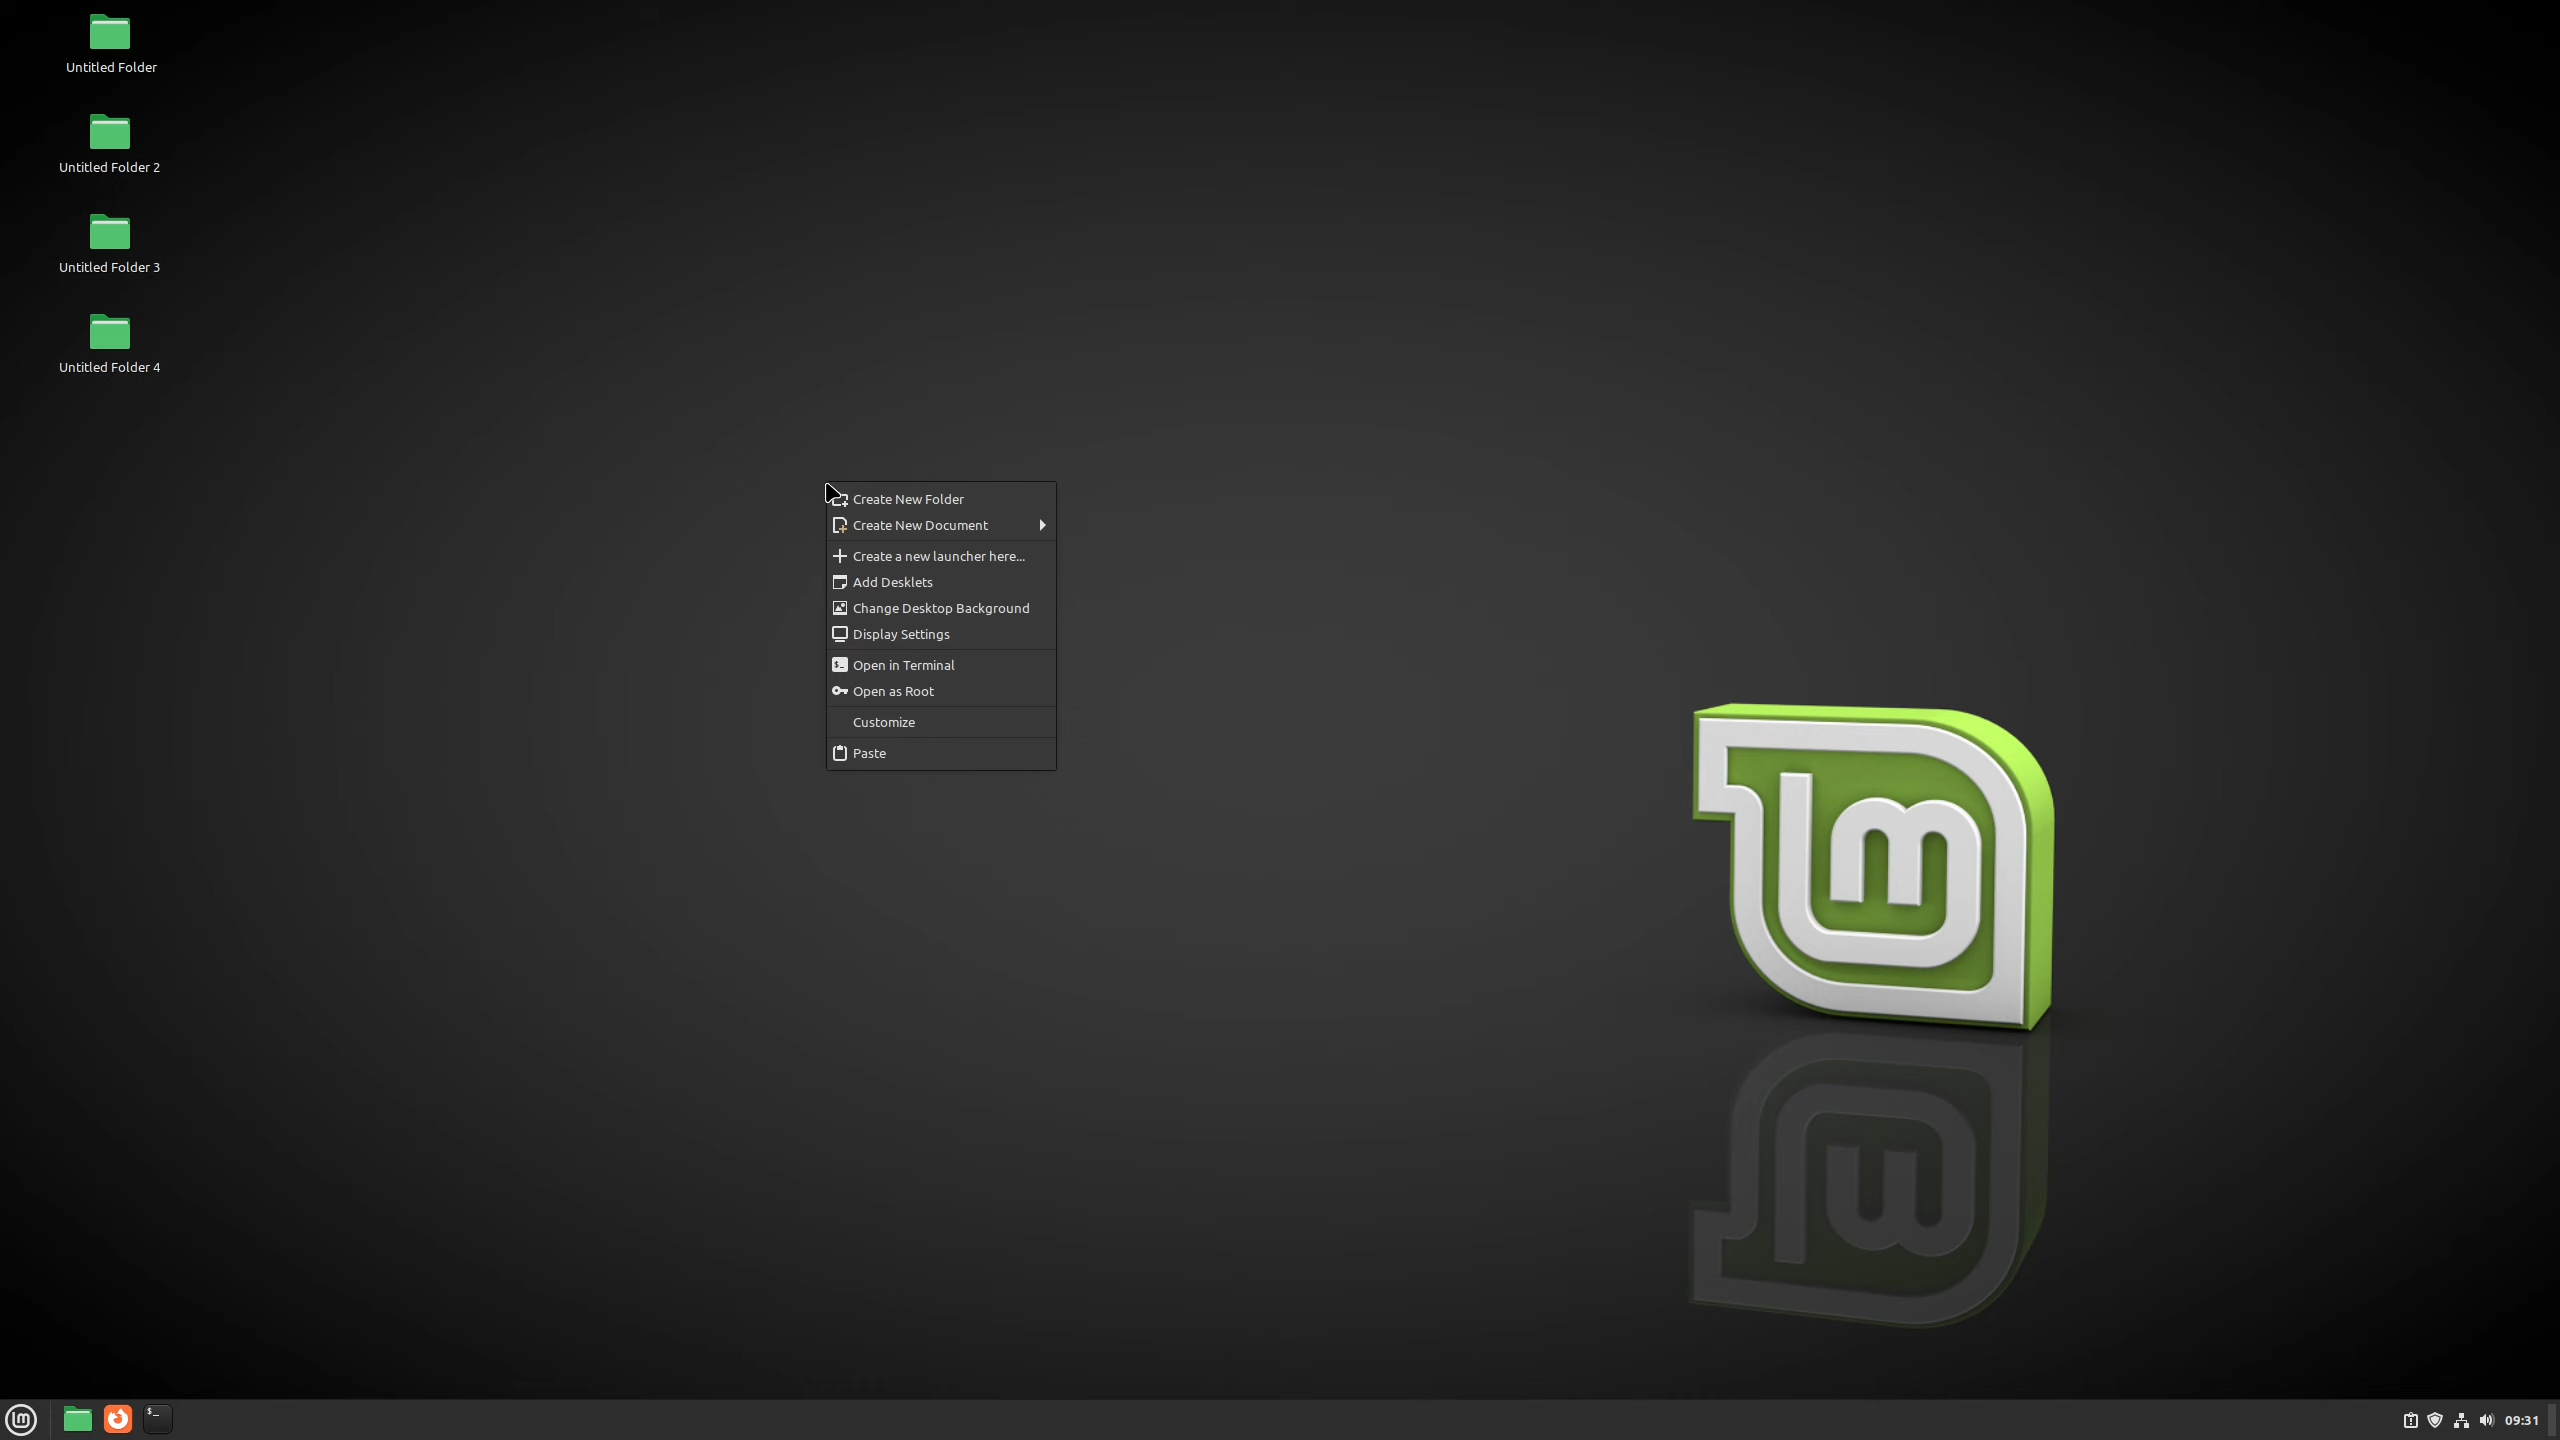 Untitled Folder
Untitled Folder 2
Untitled Folder 3
Untitled Folder 4
Create New Folder
Create New Document
Create a new launcher here...
Add Desklets
Change Desktop Background
Display Settings
Open in Terminal
Open as Root
Customize
Paste
09:31